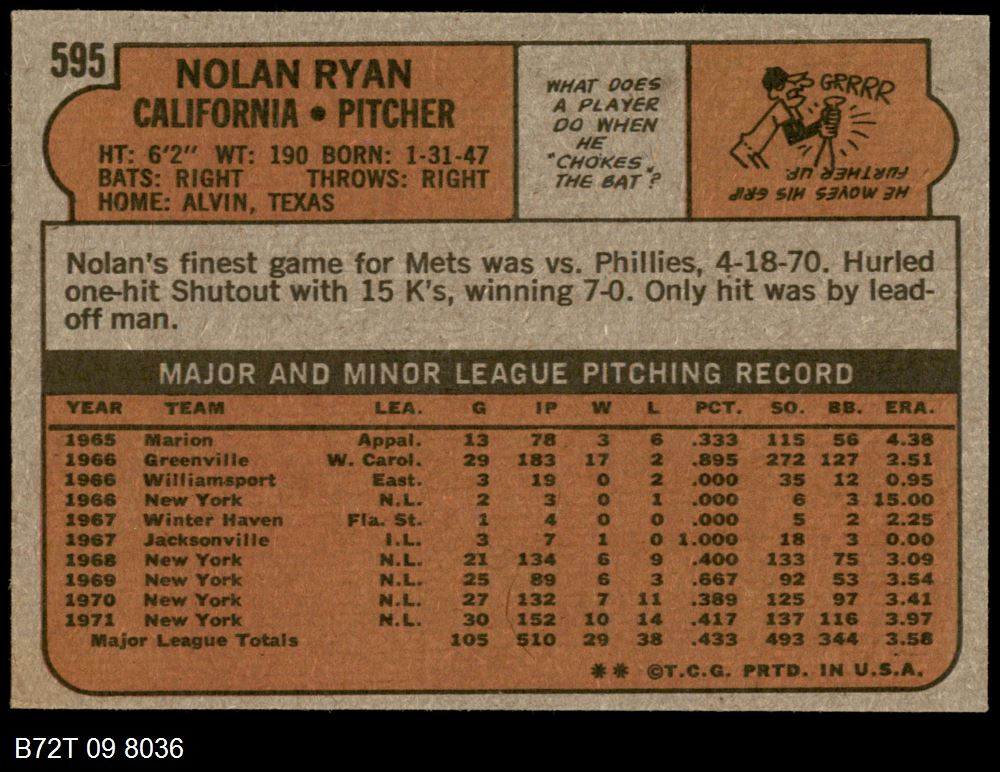 595
NOLAN RYAN
CALIFORNIA • PITCHER
HT: 6'2" WT: 190 BORN: 1-31-47
BATS: RIGHT THROWS: RIGHT
HOME: ALVIN, TEXAS
WHAT DOES
A PLAYER
DO WHEN
HE
"CHOKES"
THE BAT?
GRRRR
HE MOVES HIS GRIP
FURTHER UP.
Nolan's finest game for Mets was vs. Phillies, 4-18-70. Hurled
one-hit Shutout with 15 K's, winning 7-0. Only hit was by lead-
off man.
MAJOR AND MINOR LEAGUE PITCHING RECORD
YEAR TEAM LEA. G IP W L PCT. SO. BB. ERA.
1965 Marion Appal. 13 78 3 6 .333 115 56 4.38
1966 Greenville W. Carol. 29 183 17 2 .895 272 127 2.51
1966 Williamsport East. 3 19 0 2 .000 35 12 0.95
1966 New York N.L. 2 3 0 1 .000 6 3 15.00
1967 Winter Haven Fla. St. 1 4 0 0 .000 5 2 2.25
1967 Jacksonville I.L. 3 7 1 0 1.000 18 3 0.00
1968 New York N.L. 21 134 6 9 .400 133 75 3.09
1969 New York N.L. 25 89 6 3 .667 92 53 3.54
1970 New York N.L. 27 132 7 11 .389 125 97 3.41
1971 New York N.L. 30 152 10 14 .417 137 116 3.97
Major League Totals 105 510 29 38 .433 493 344 3.58
** ©T.C.G. PRTD. IN U.S.A.
B72T 09 8036